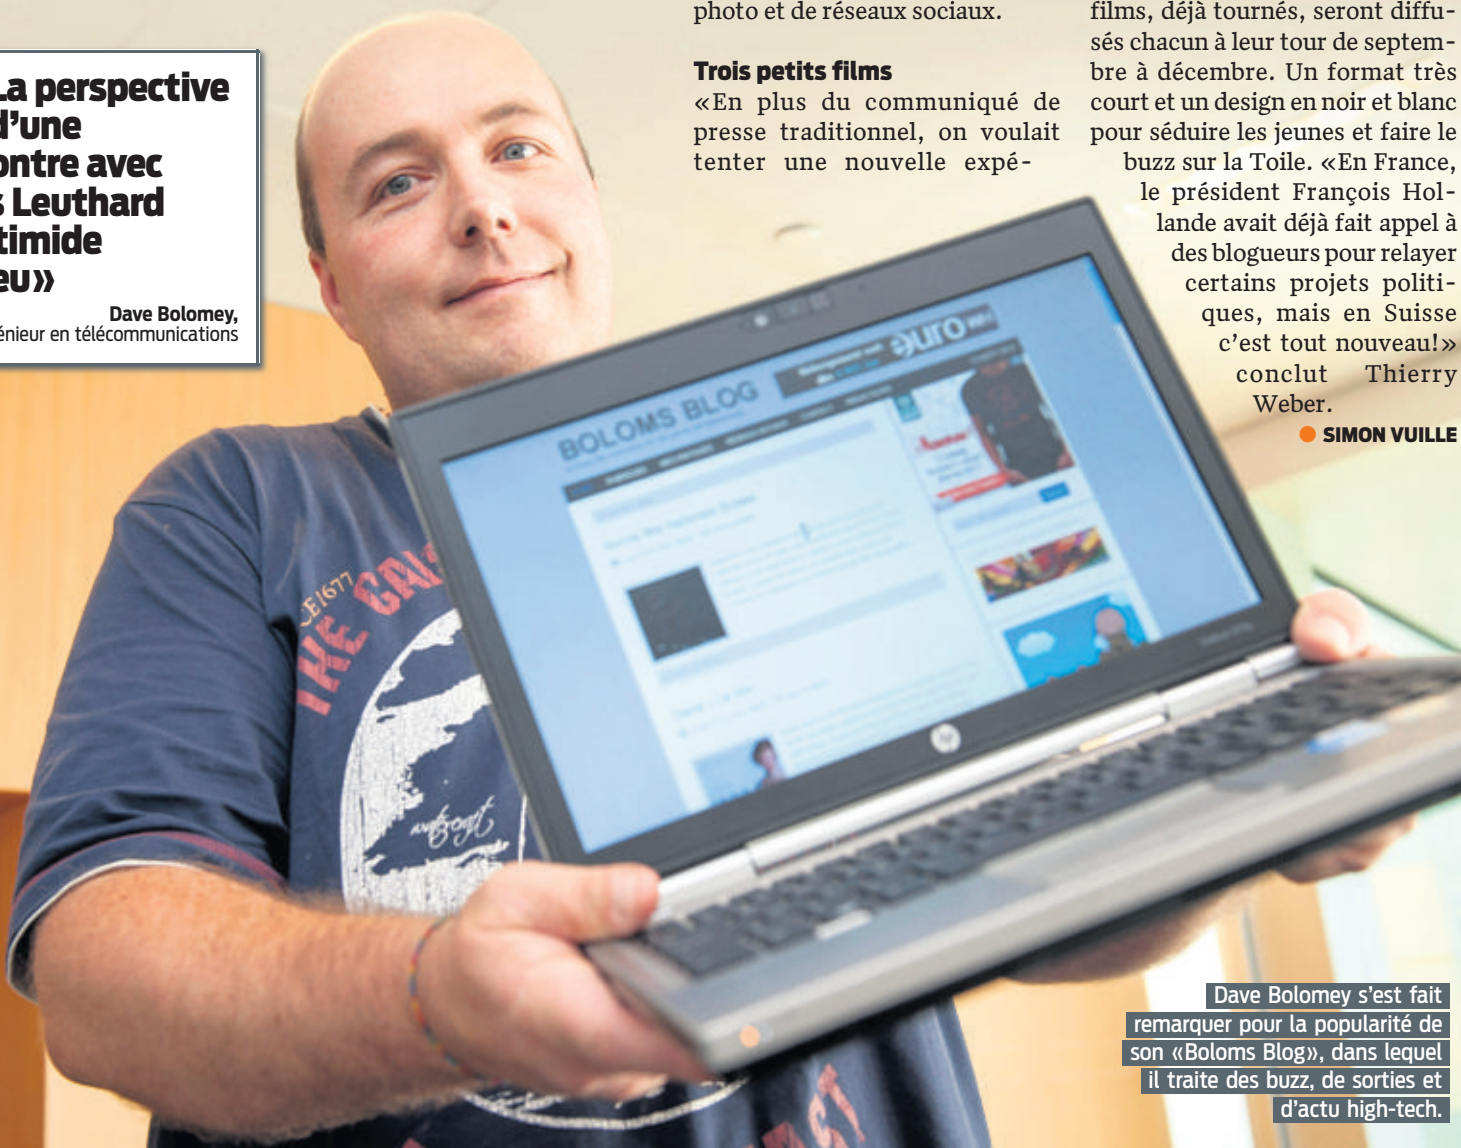 La perspective
d'une
ontre avec
s Leuthard
timide
eu»
Dave Bolomey,
énieur en télécommunications
photo et de réseaux sociaux.
Trois petits films
«En plus du communiqué de
presse traditionnel, on voulait
tenter une nouvelle expé-
films, déjà tournés, seront diffu-
sés chacun à leur tour de septem-
bre à décembre. Un format très
court et un design en noir et blanc
pour séduire les jeunes et faire le
buzz sur la Toile. «En France,
le président François Hol-
lande avait déjà fait appel à
des blogueurs pour relayer
certains projets politi-
ques, mais en Suisse
c'est tout nouveau!»
conclut Thierry
Weber.
SIMON VUILLE
BOLOMS BLOG
euro
CE 1677
THE
watercraft
hp
Dave Bolomey s'est fait
remarquer pour la popularité de
son «Boloms Blog», dans lequel
il traite des buzz, de sorties et
d'actu high-tech.